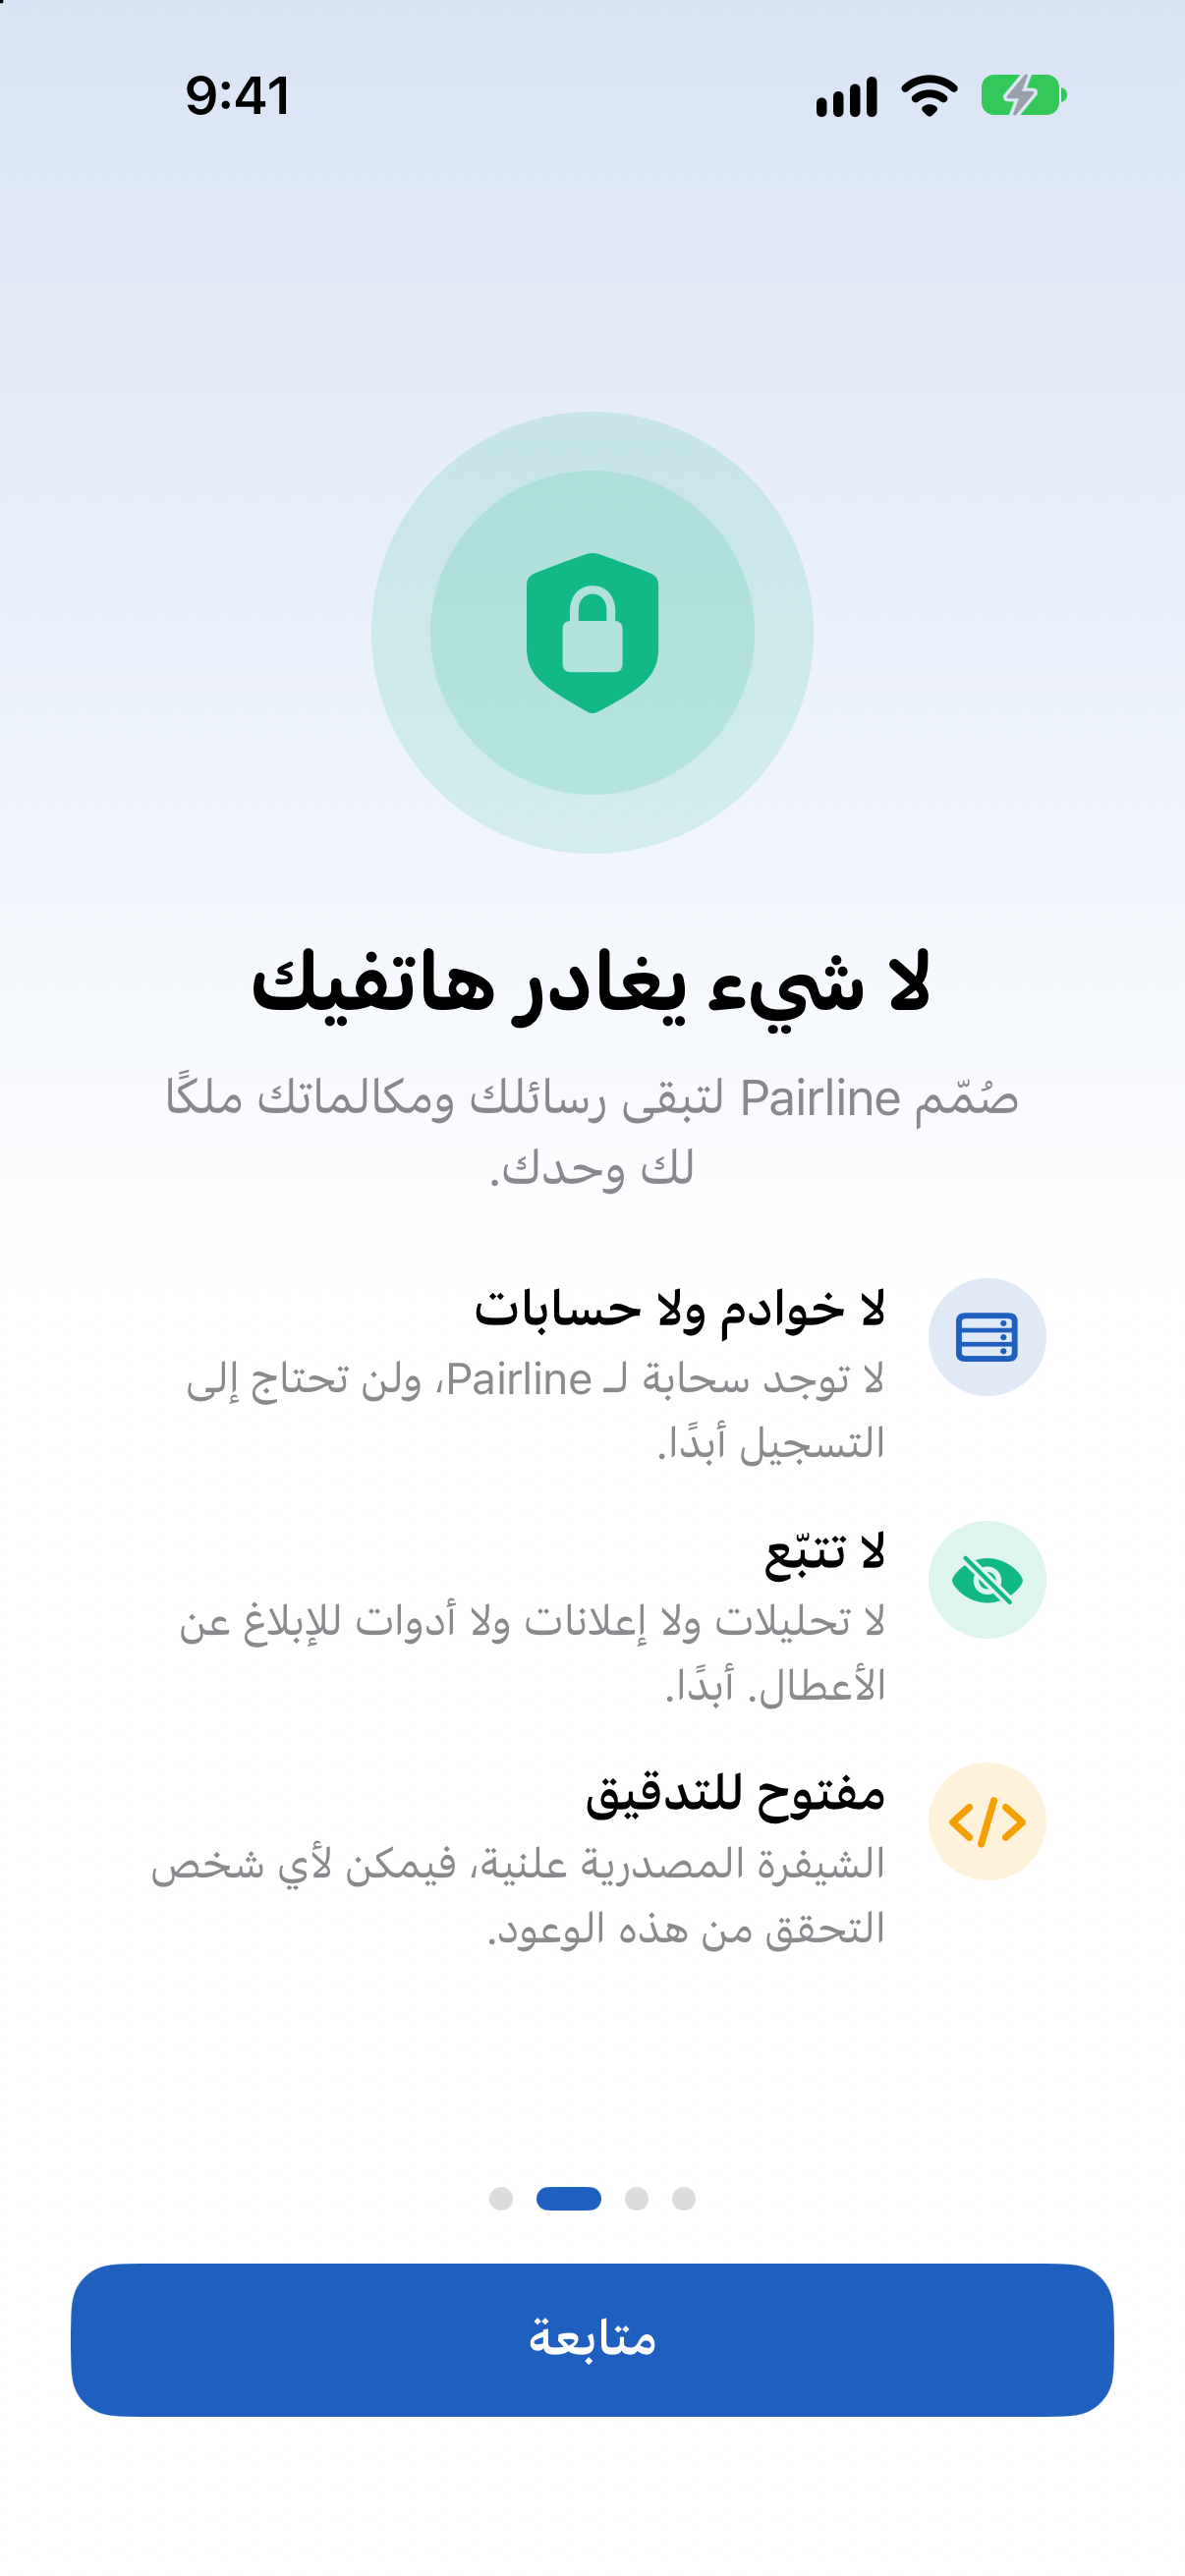 9:41
لا شيء يغادر هاتفيك
صُمّم Pairline لتبقى رسائلك ومكالماتك ملكًا
لك وحدك.
لا خوادم ولا حسابات
لا توجد سحابة لـ Pairline، ولن تحتاج إلى
التسجيل أبدًا.
لا تتبّع
لا تحليلات ولا إعلانات ولا أدوات للإبلاغ عن
الأعطال. أبدًا.
مفتوح للتدقيق
الشيفرة المصدرية علنية، فيمكن لأي شخص
التحقق من هذه الوعود.
متابعة